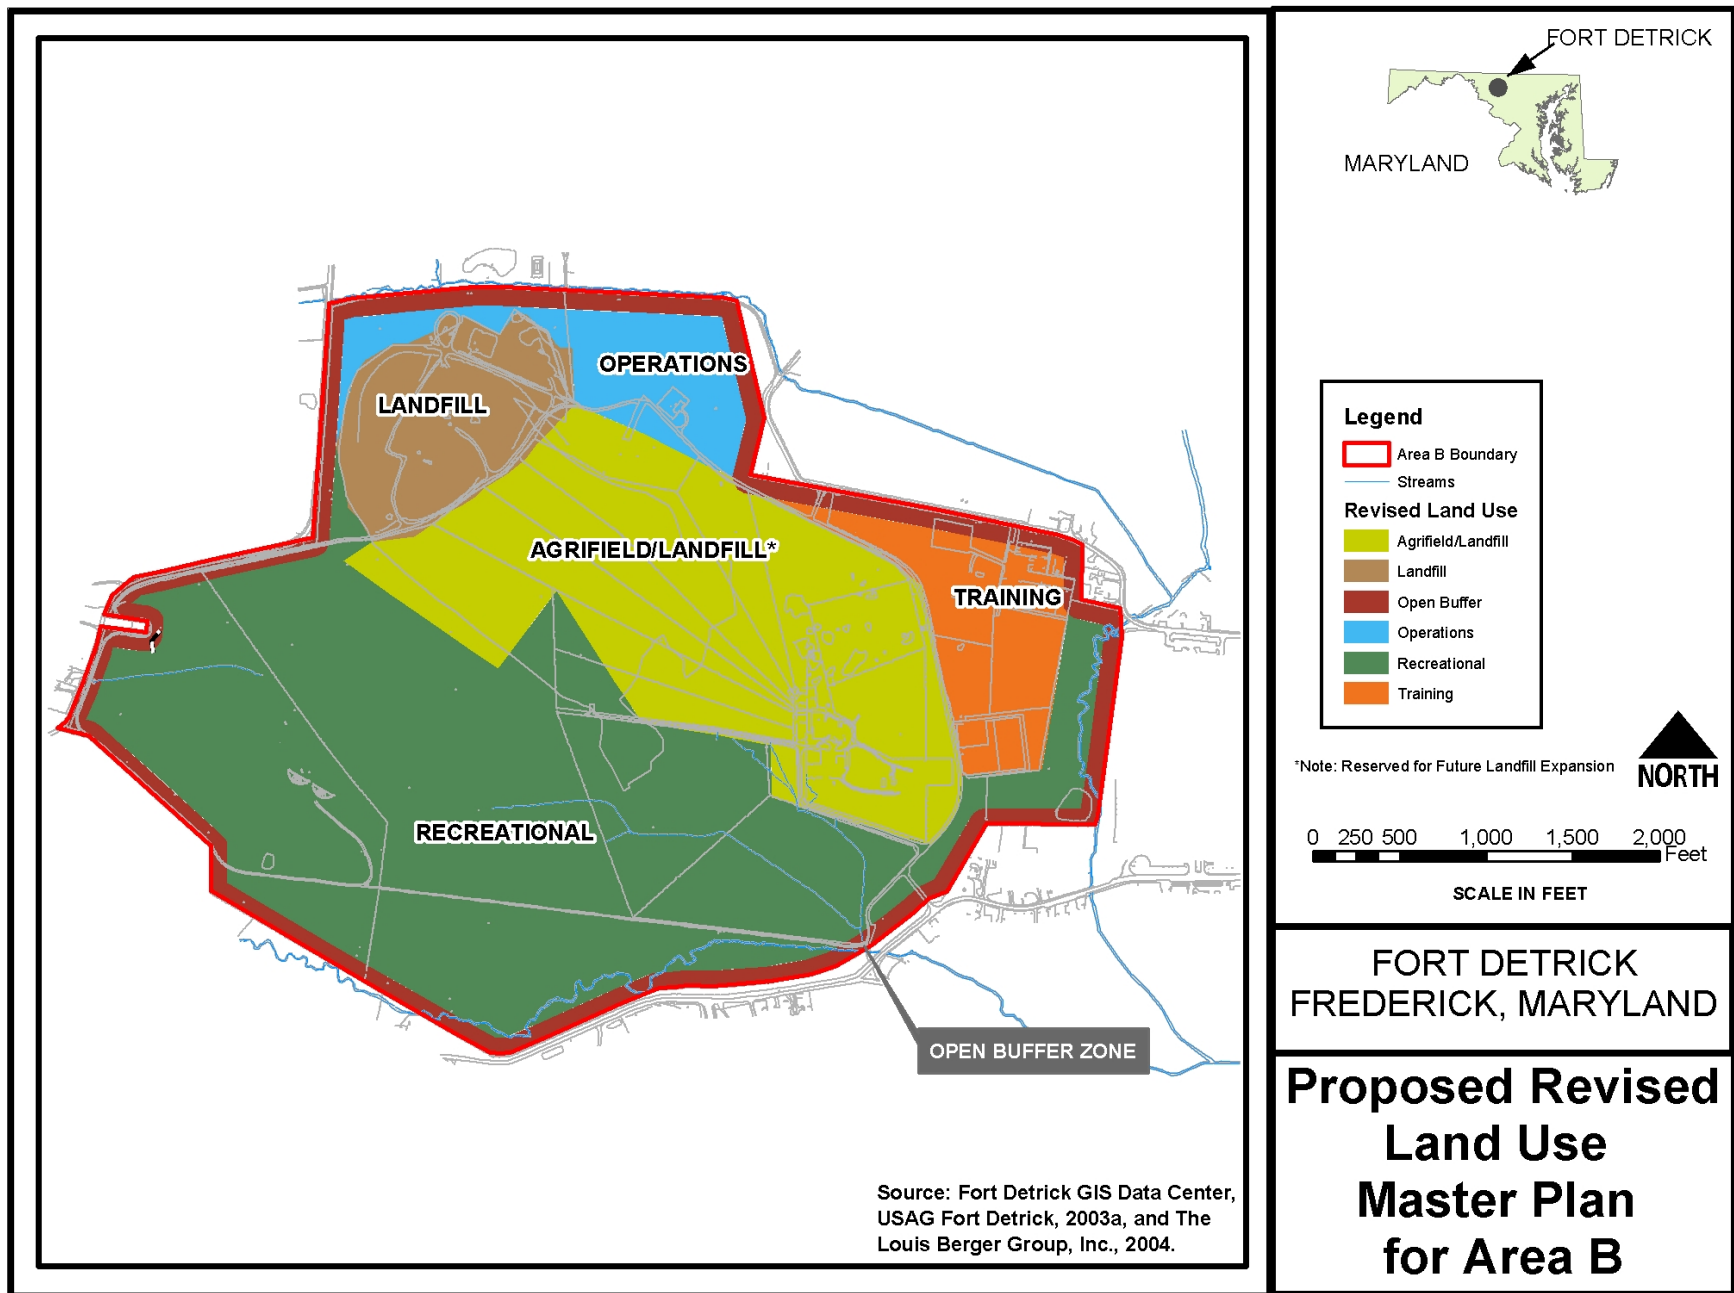 FORT DETRICK
MARYLAND
OPERATIONS
LANDFILL
AGRIFIELD/LANDFILL*
TRAINING
RECREATIONAL
OPEN BUFFER ZONE
Source: Fort Detrick GIS Data Center,
USAG Fort Detrick, 2003a, and The
Louis Berger Group, Inc., 2004.
Legend
Area B Boundary
Streams
Revised Land Use
Agrifield/Landfill
Landfill
Open Buffer
Operations
Recreational
Training
*Note: Reserved for Future Landfill Expansion
NORTH
0 250 500 1,000 1,500 2,000
Feet
SCALE IN FEET
FORT DETRICK
FREDERICK, MARYLAND
Proposed Revised
Land Use
Master Plan
for Area B